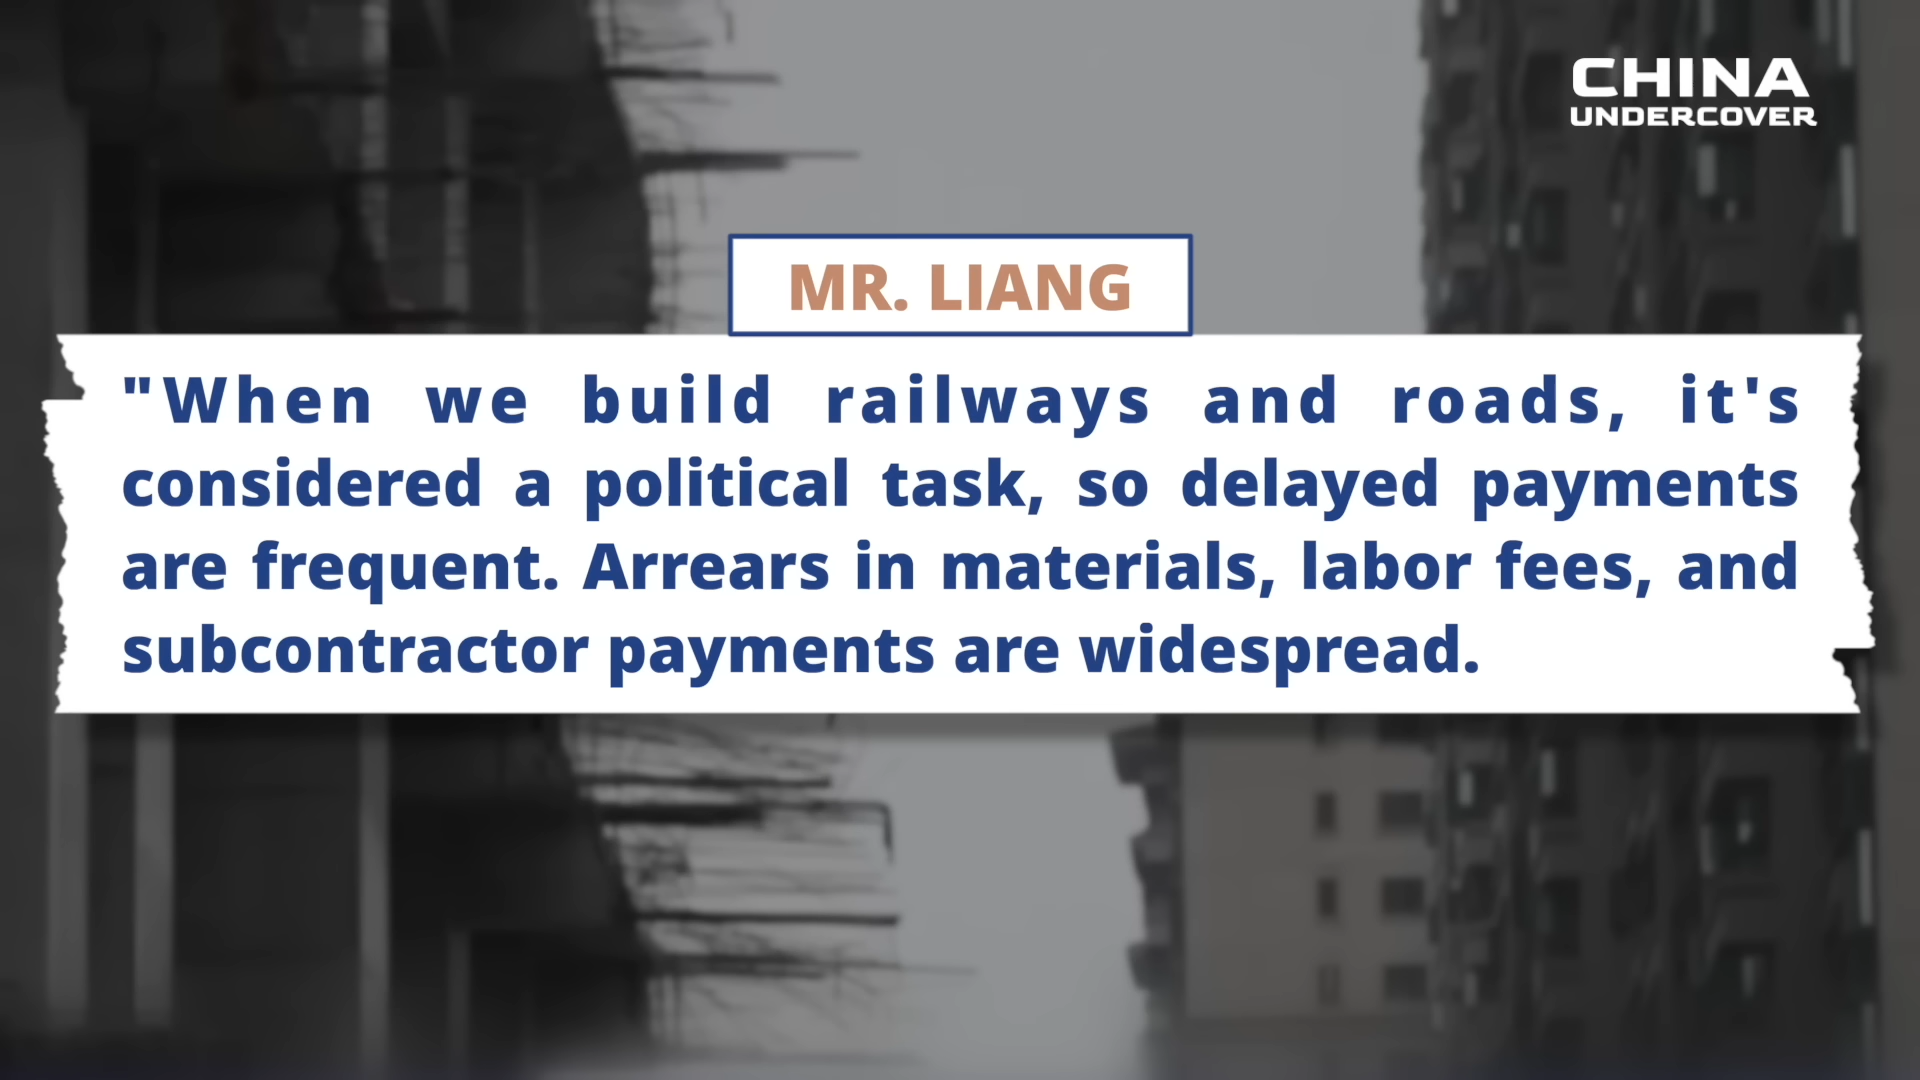 CHINA
UNDERCOVER
MR. LIANG
"When we build railways and roads, it's
considered a political task, so delayed payments
are frequent. Arrears in materials, labor fees, and
subcontractor payments are widespread.